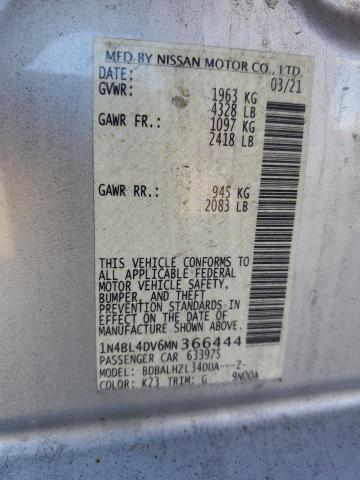 MFD BY NISSAN MOTOR CO., LTD.
DATE: 03/21
GVWR: 1963 KG
4328 LB
GAWR FR.: 1097 KG
2418 LB
GAWR RR.: 945 KG
2083 LB
THIS VEHICLE CONFORMS TO
ALL APPLICABLE FEDERAL
MOTOR VEHICLE SAFETY,
BUMPER, AND THEFT
PREVENTION STANDARDS
IN EFFECT ON THE DATE OF
MANUFACTURE SHOWN ABOVE.
1N4BL4DV6MN 366444
PASSENGER CAR 633975
MODEL: BDBALHZL34DUA---Z-
COLOR: K23 TRIM: G 9N00A